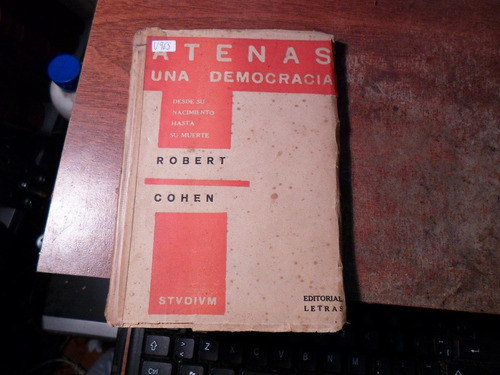 ATENAS
UNA DEMOCRACIA
DESDE SU
NACIMIENTO
HASTA
SU MUERTE
ROBERT
COHEN
STVDIVM
EDITORIAL
LETRAS